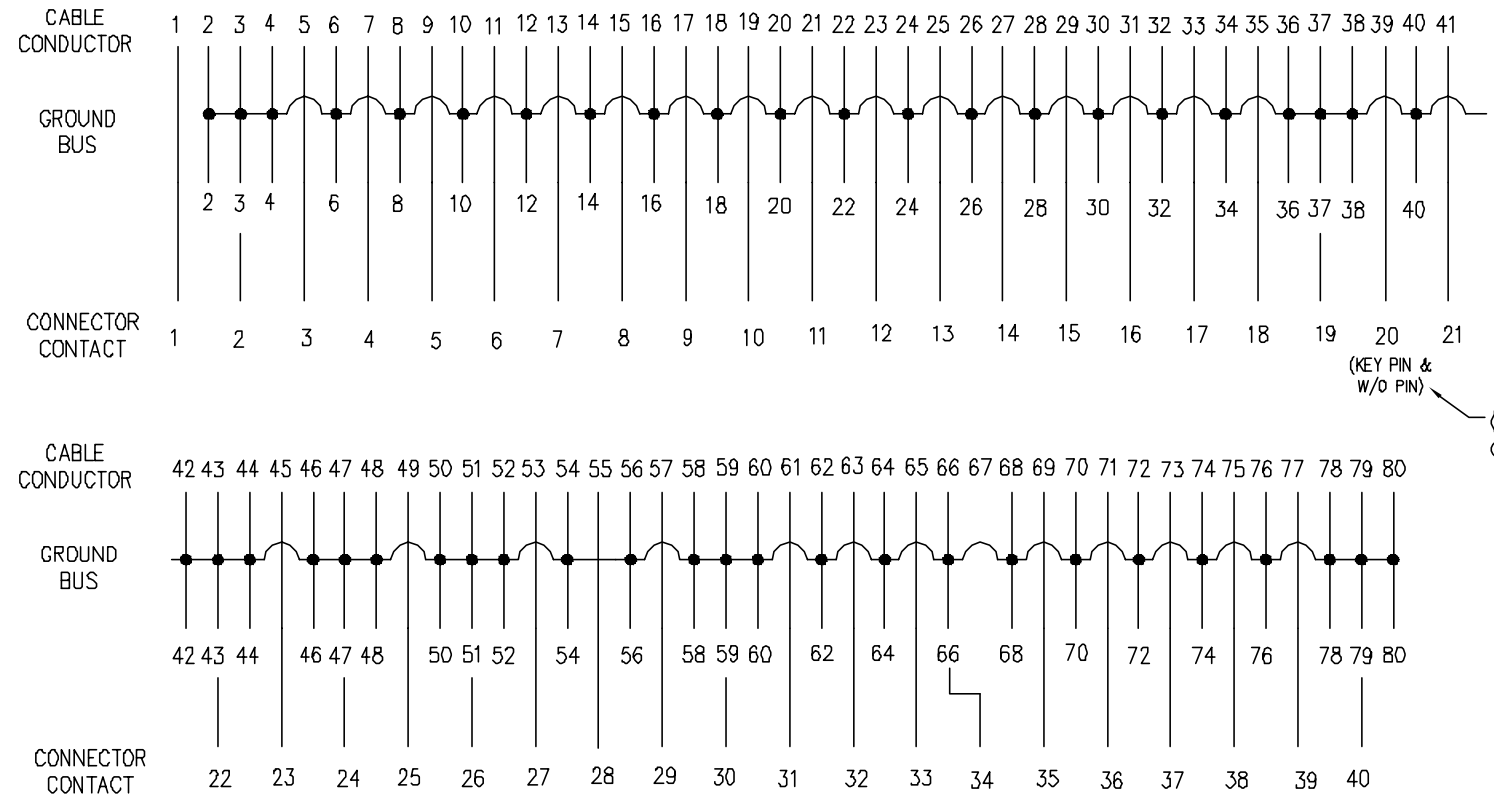 CABLE
CONDUCTOR
1 2 3 4 5 6 7 8 9 10 11 12 13 14 15 16 17 18 19 20 21 22 23 24 25 26 27 28 29 30 31 32 33 34 35 36 37 38 39 40 41
GROUND
BUS
2 3 4 6 8 10 12 14 16 18 20 22 24 26 28 30 32 34 36 37 38 40
CONNECTOR
CONTACT
1 2 3 4 5 6 7 8 9 10 11 12 13 14 15 16 17 18 19 20 21
(KEY PIN &
W/O PIN)
CABLE
CONDUCTOR
42 43 44 45 46 47 48 49 50 51 52 53 54 55 56 57 58 59 60 61 62 63 64 65 66 67 68 69 70 71 72 73 74 75 76 77 78 79 80
GROUND
BUS
42 43 44 46 47 48 50 51 52 54 56 58 59 60 62 64 66 68 70 72 74 76 78 79 80
CONNECTOR
CONTACT
22 23 24 25 26 27 28 29 30 31 32 33 34 35 36 37 38 39 40